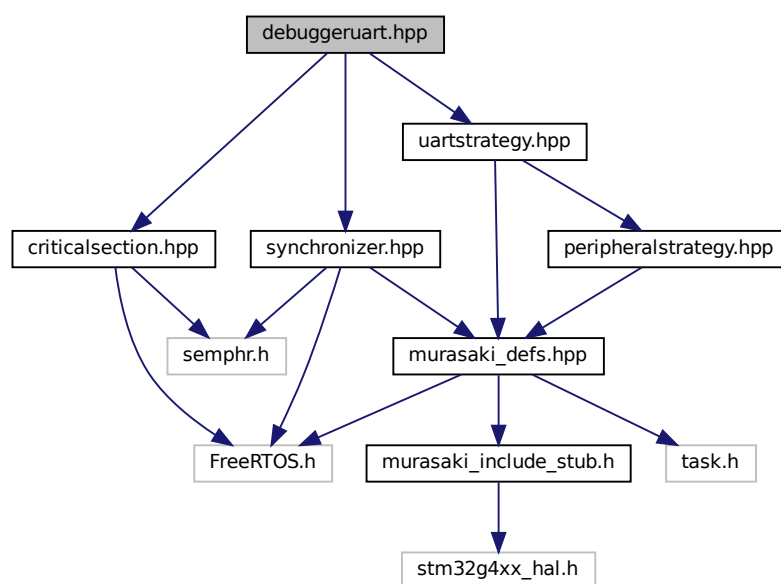 debuggeruart.hpp
uartstrategy.hpp
criticalsection.hpp
synchronizer.hpp
peripheralstrategy.hpp
semphr.h
murasaki_defs.hpp
FreeRTOS.h
murasaki_include_stub.h
task.h
stm32g4xx_hal.h